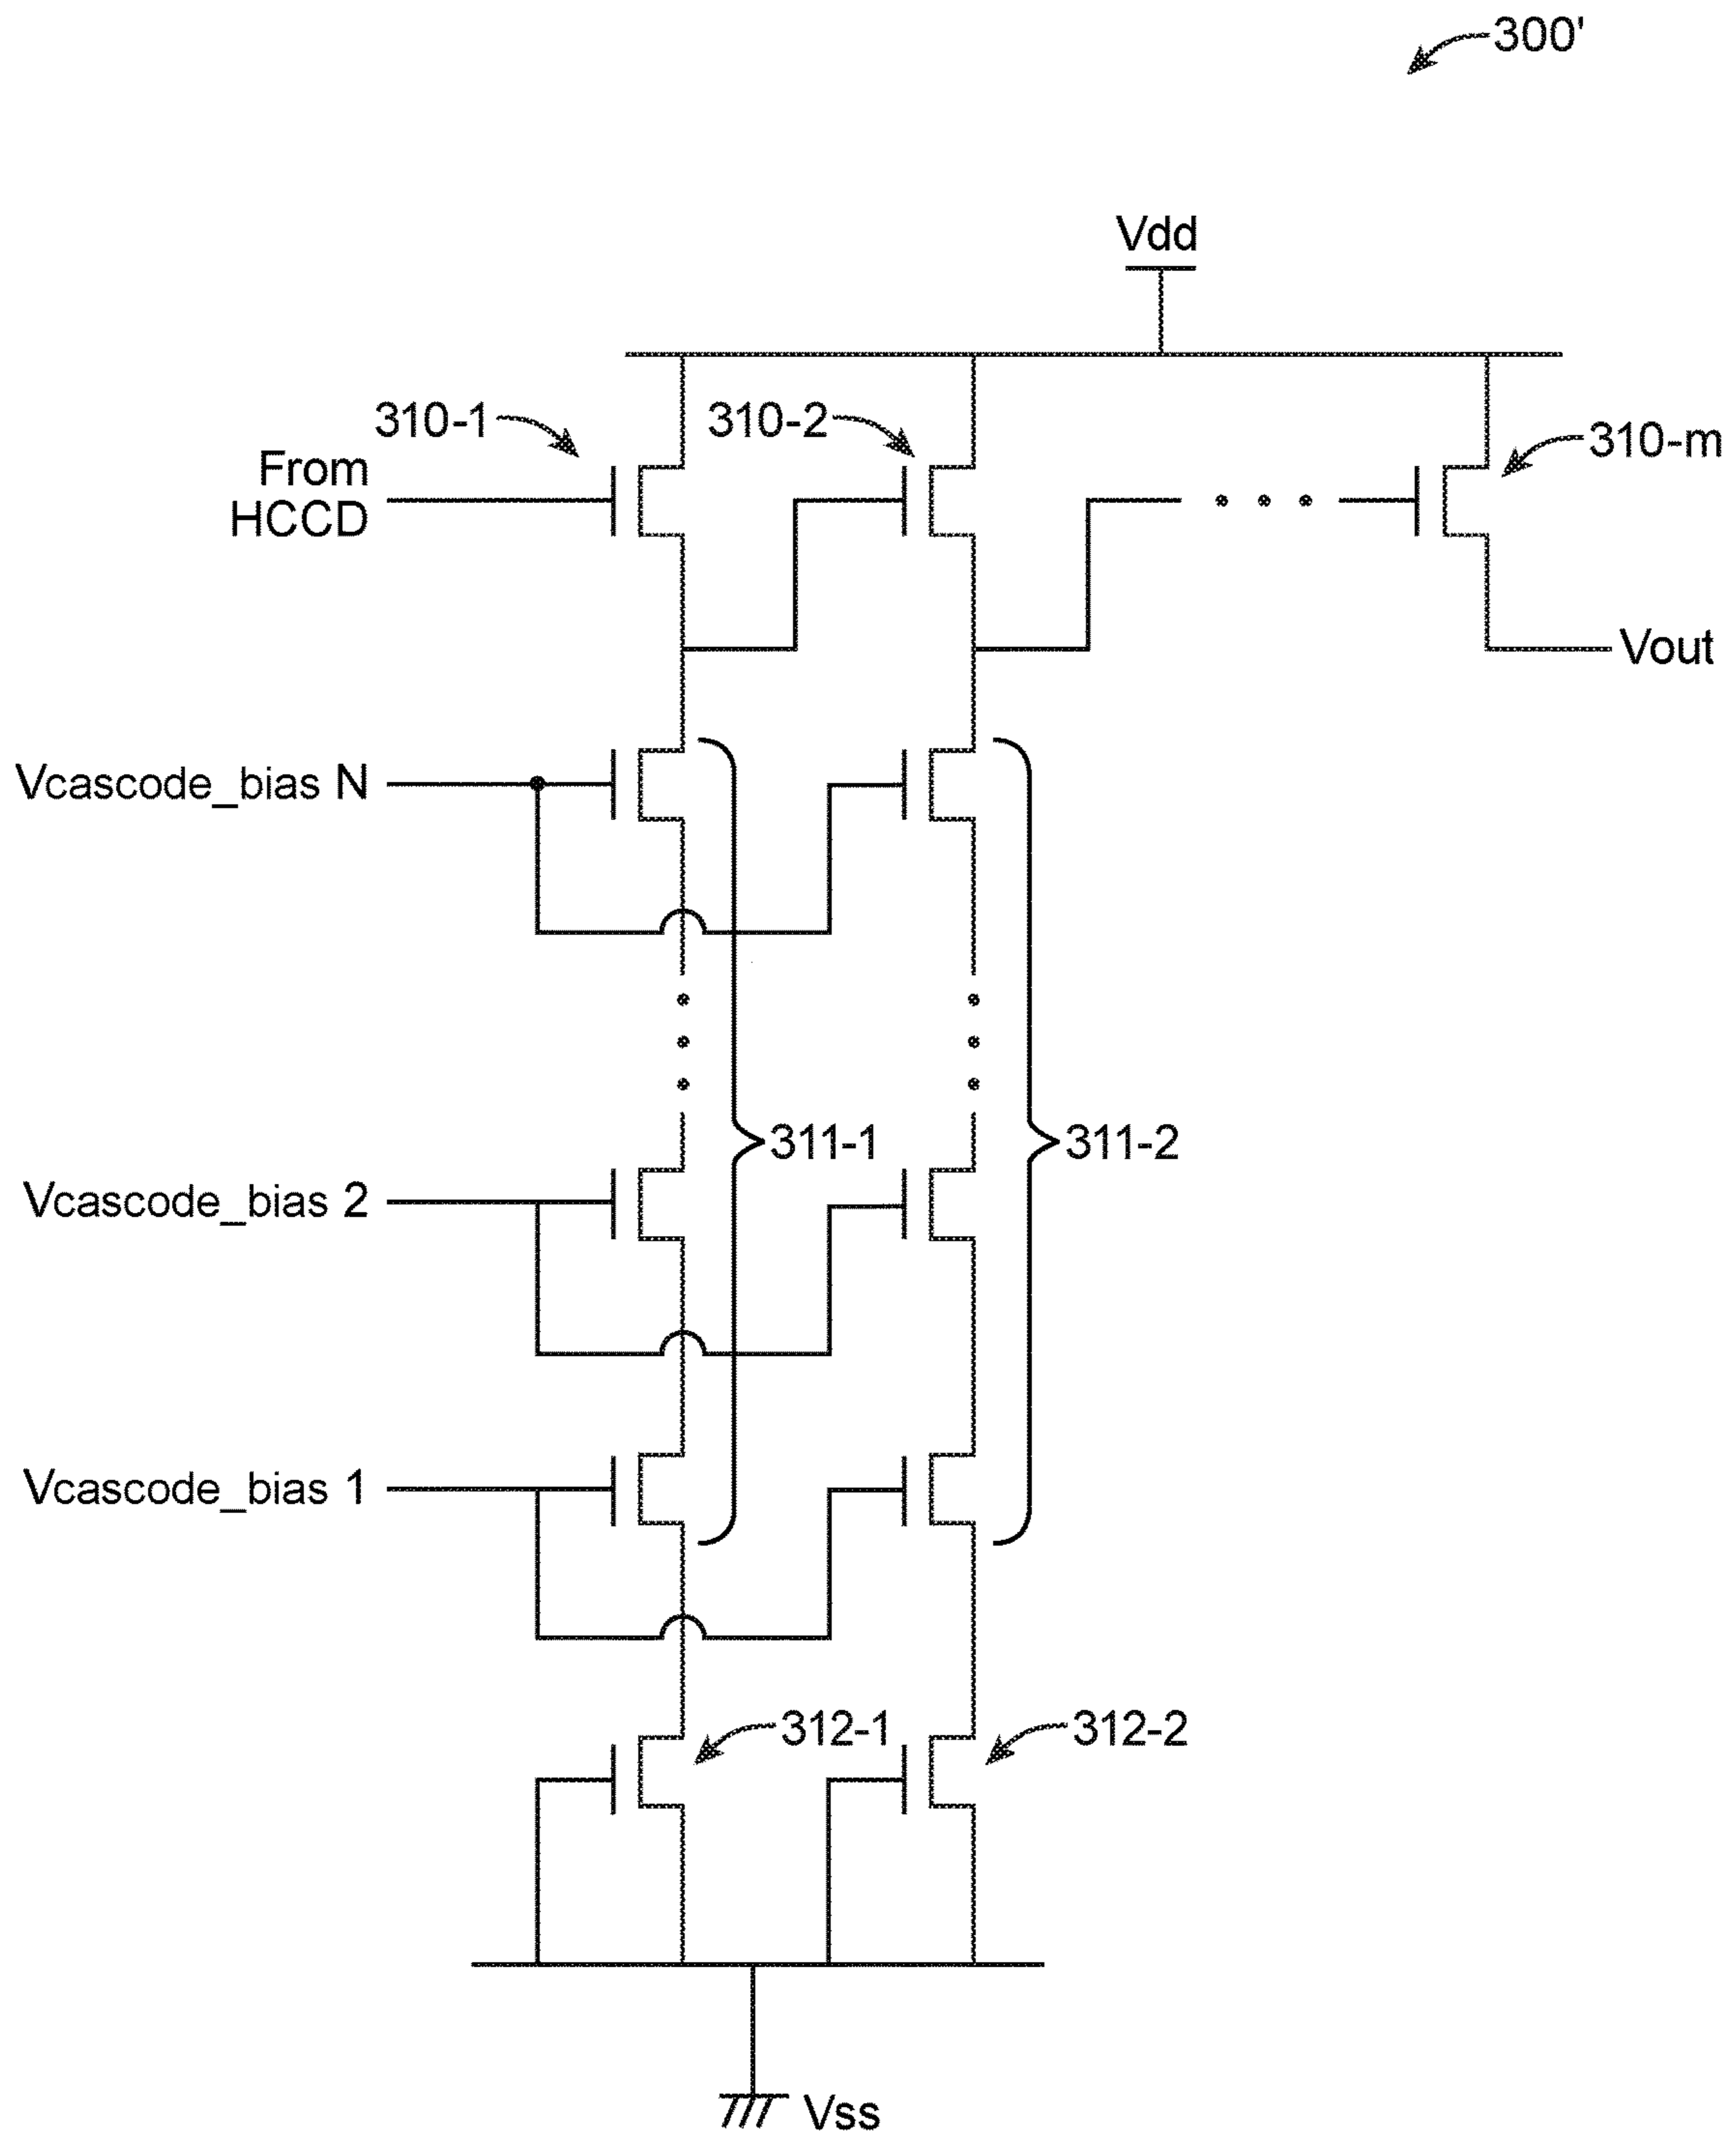 300'
Vdd
310-1
310-2
310-m
From
HCCD
Vout
Vcascode_bias N
311-1
311-2
Vcascode_bias 2
Vcascode_bias 1
312-1
312-2
Vss